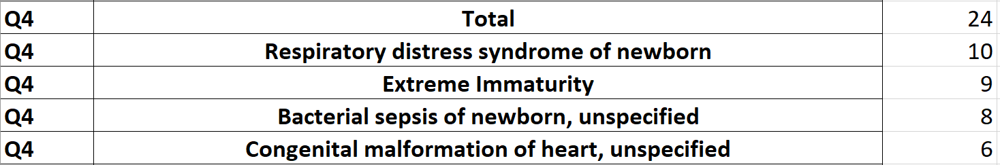 Q4 Total 24
Q4 Respiratory distress syndrome of newborn 10
Q4 Extreme Immaturity 9
Q4 Bacterial sepsis of newborn, unspecified 8
Q4 Congenital malformation of heart, unspecified 6